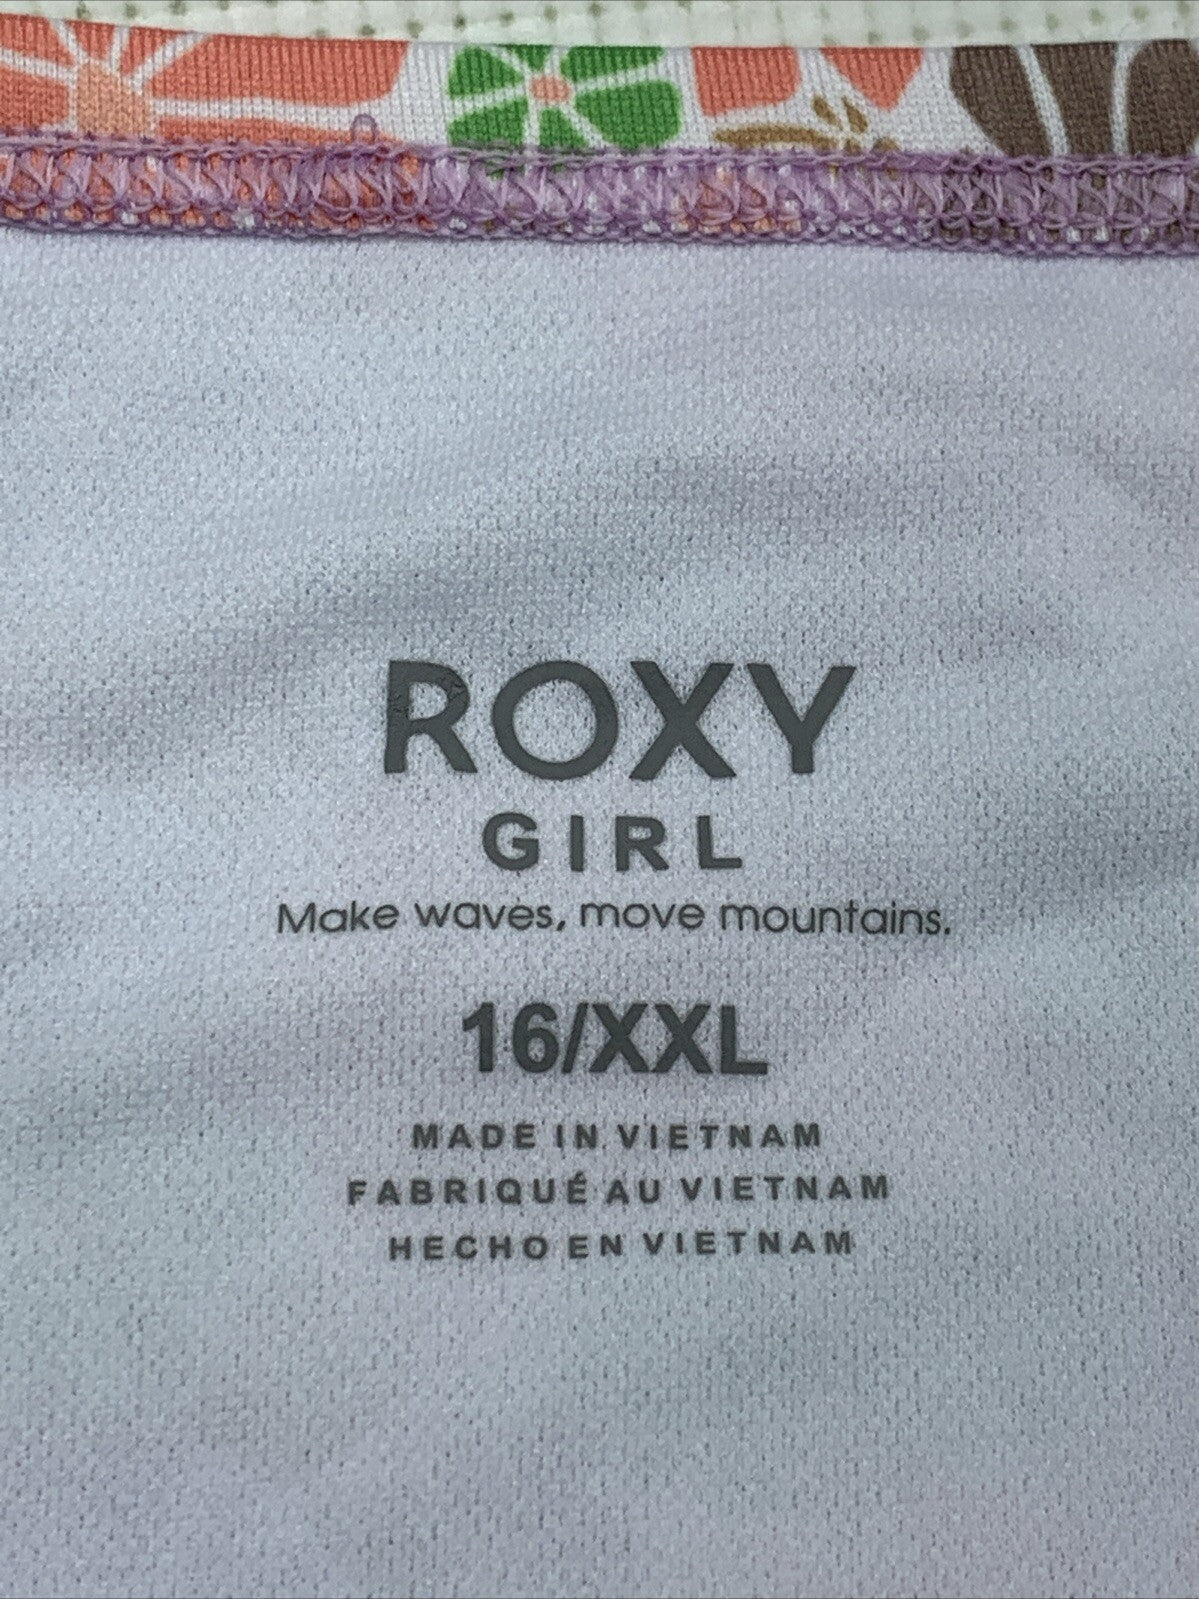 ROXY
GIRL
Make waves, move mountains.
16/XXL
MADE IN VIETNAM
FABRIQUÉ AU VIETNAM
HECHO EN VIETNAM